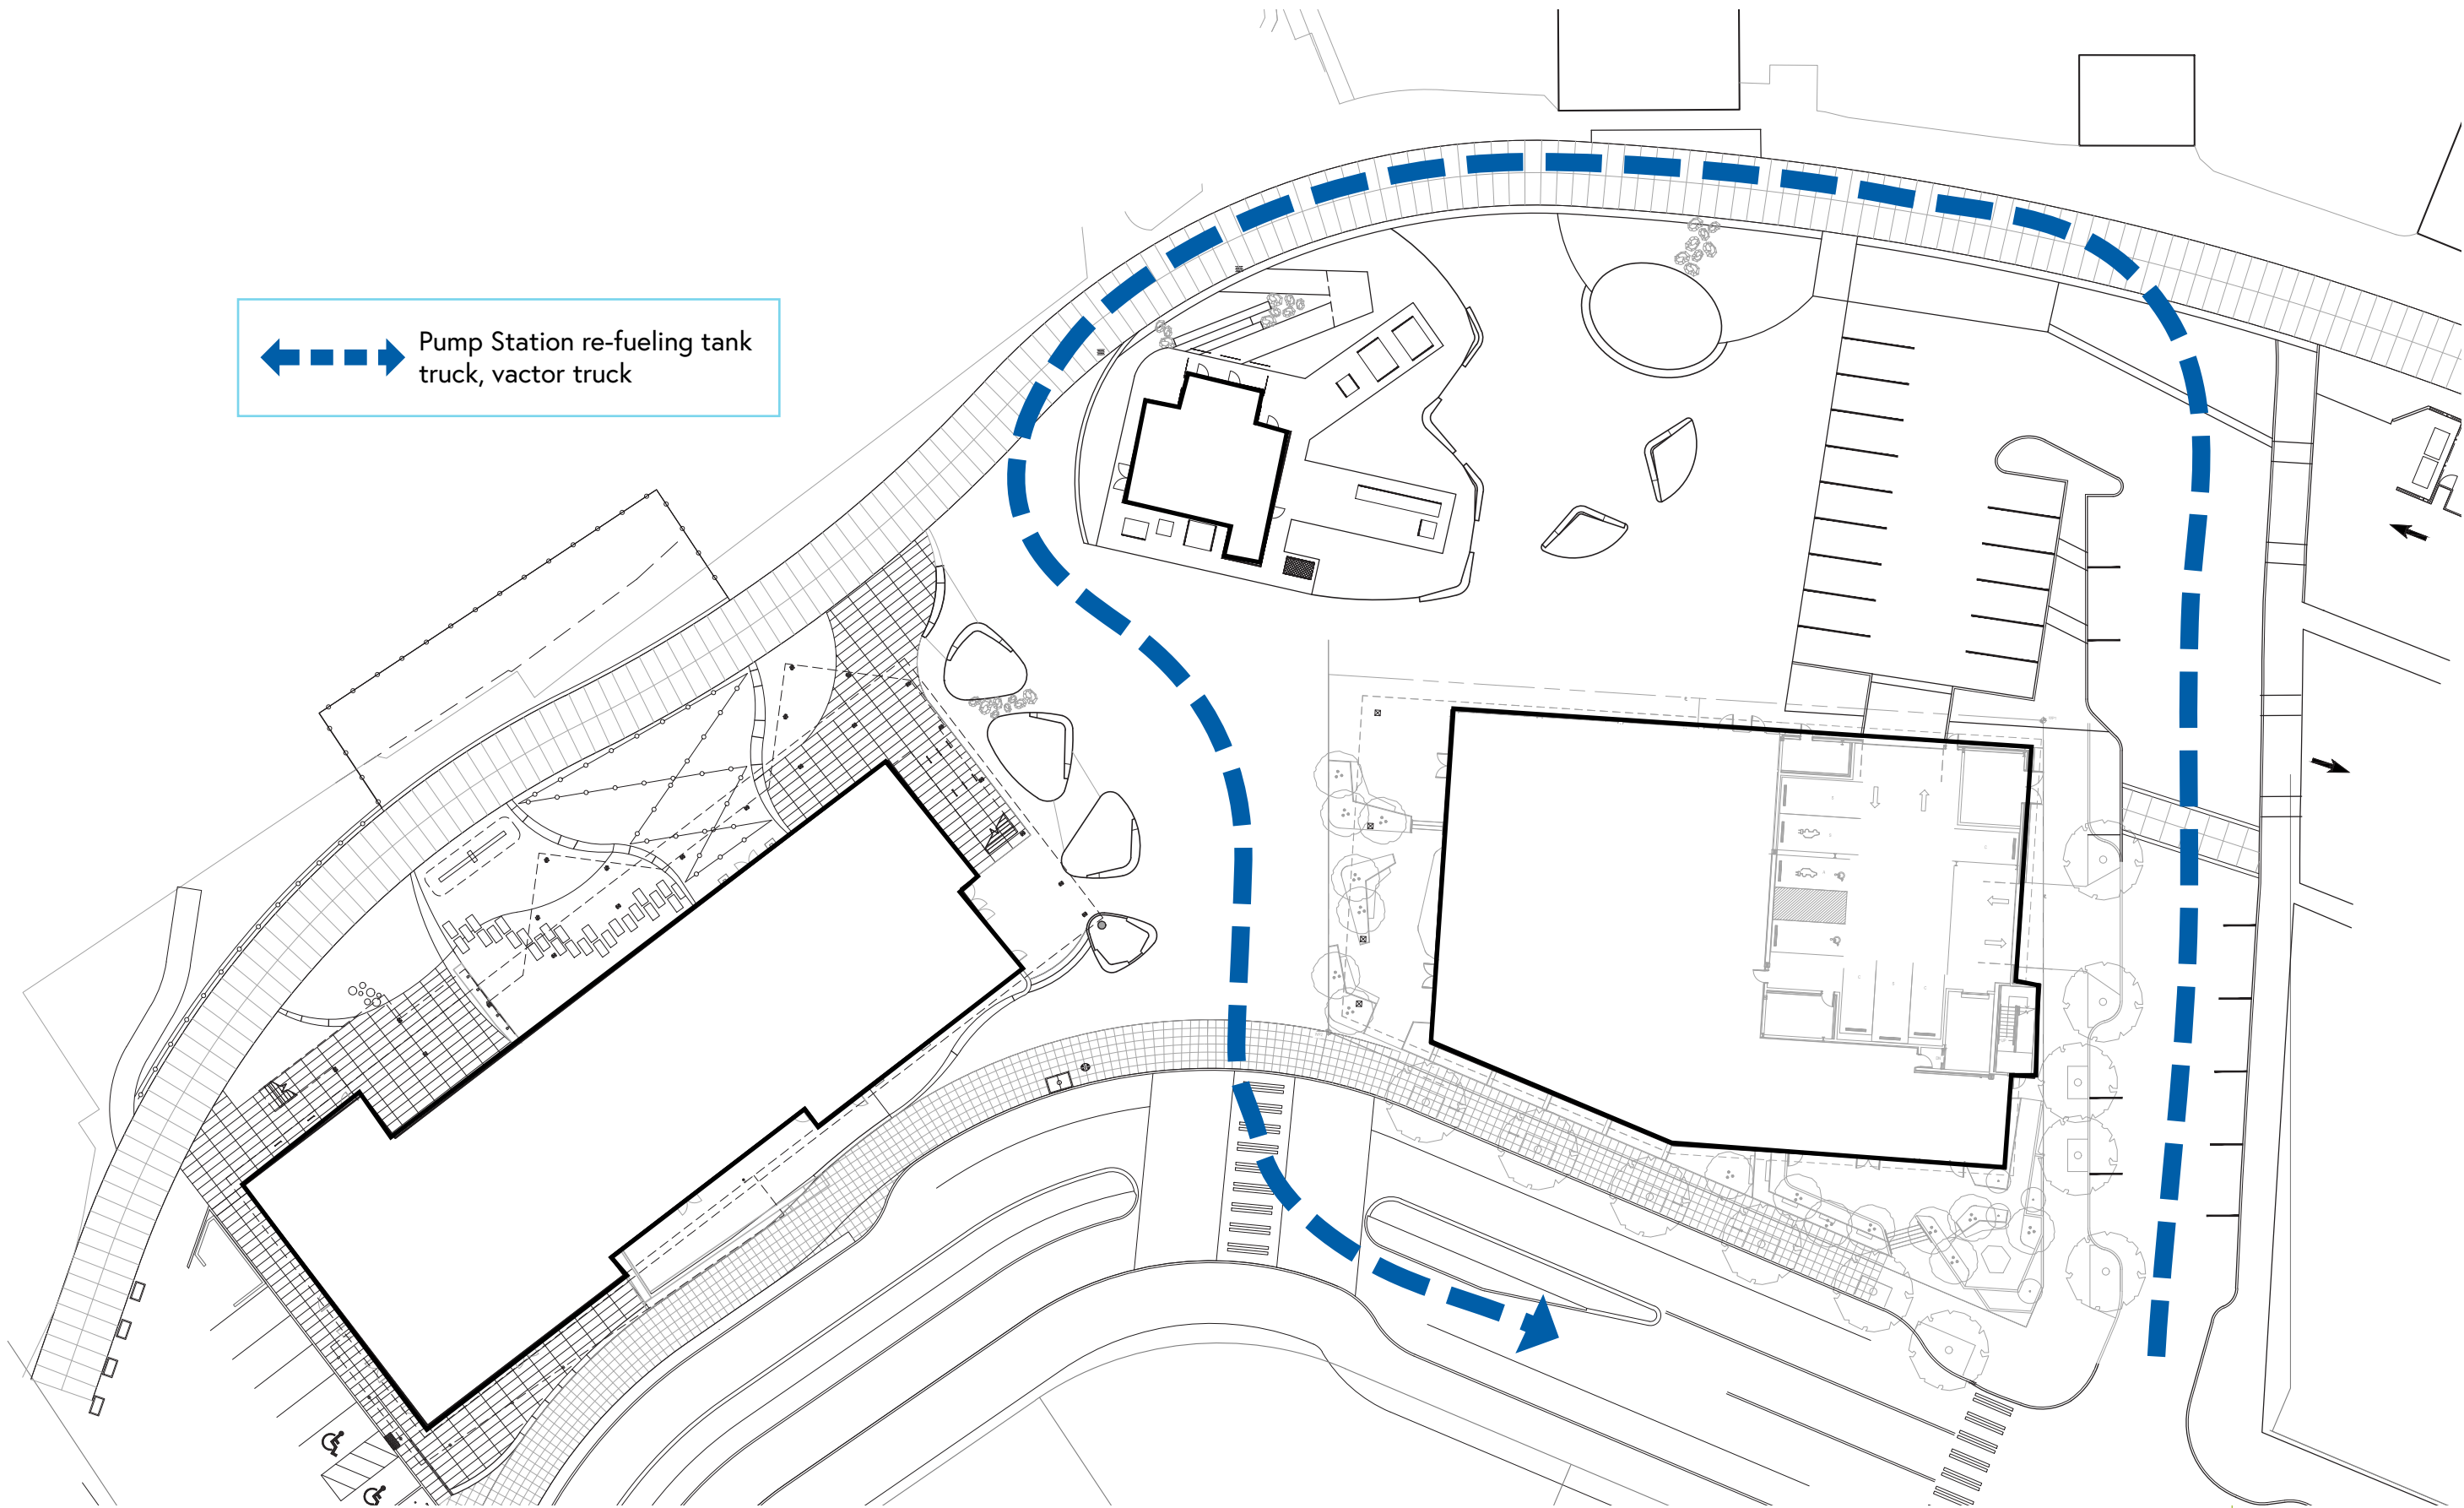 Pump Station re-fueling tank
truck, vactor truck